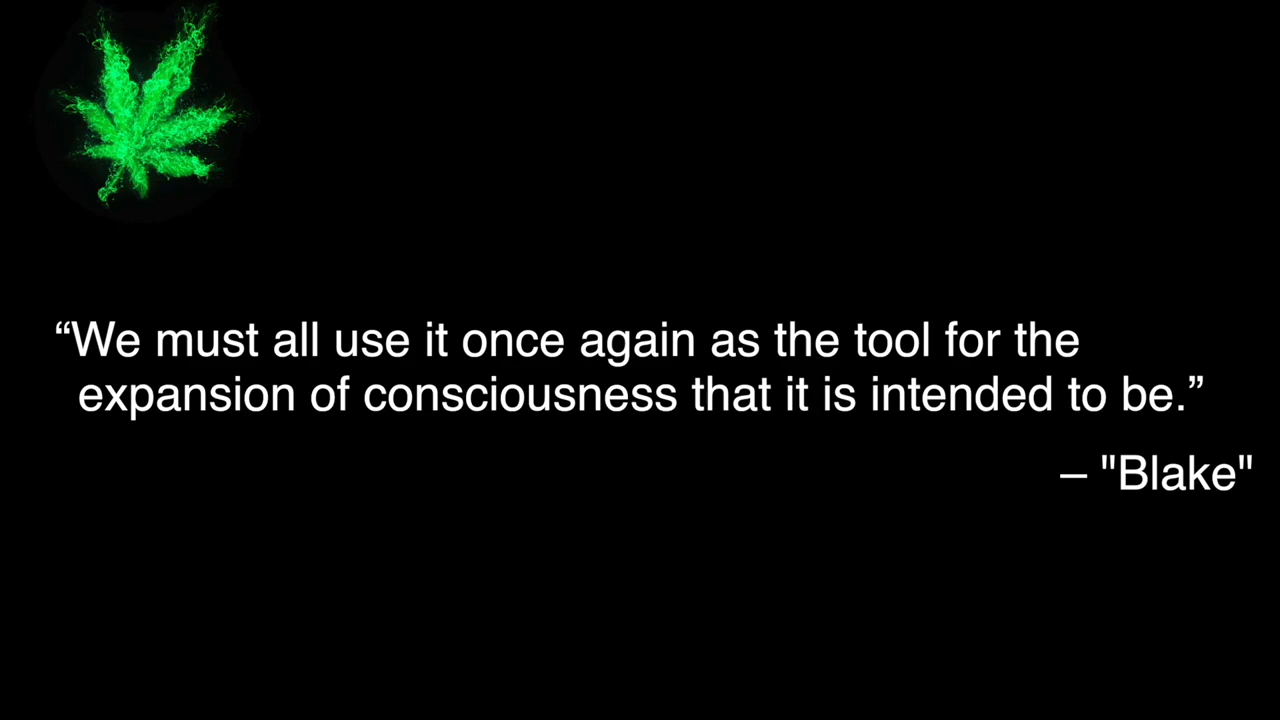 “We must all use it once again as the tool for the
expansion of consciousness that it is intended to be.”
– "Blake"